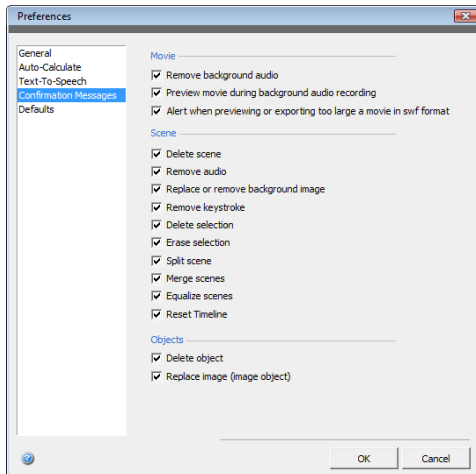 Preferences
General
Auto-Calculate
Text-To-Speech
Confirmation Messages
Defaults
Movie
Remove background audio
Preview movie during background audio recording
Alert when previewing or exporting too large a movie in swf format
Scene
Delete scene
Remove audio
Replace or remove background image
Remove keystroke
Delete selection
Erase selection
Split scene
Merge scenes
Equalize scenes
Reset Timeline
Objects
Delete object
Replace image (image object)
OK
Cancel